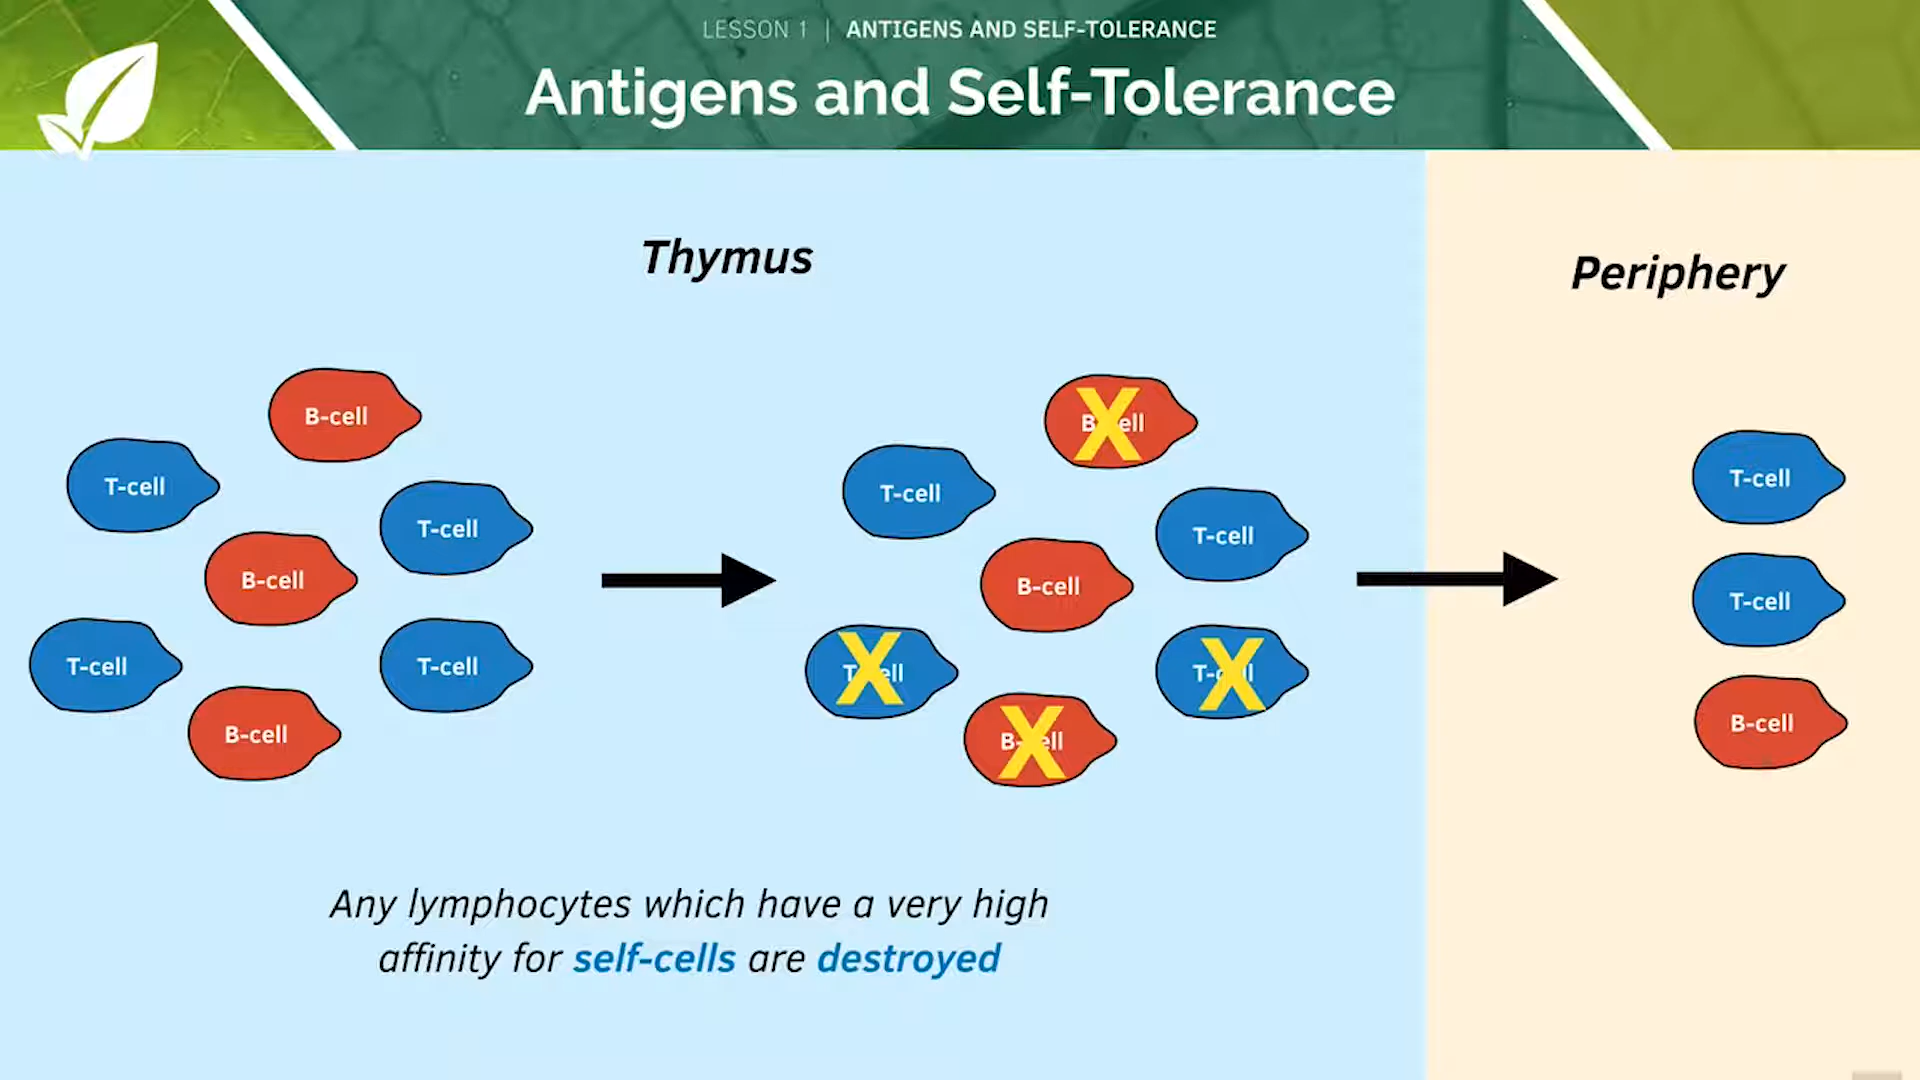 LESSON 1 | ANTIGENS AND SELF-TOLERANCE
Antigens and Self-Tolerance
Thymus
Periphery
B-cell
T-cell
T-cell
B-cell
T-cell
T-cell
B-cell
B-cell
T-cell
T-cell
B-cell
T-cell
T-cell
B-cell
T-cell
T-cell
B-cell
Any lymphocytes which have a very high
affinity for self-cells are destroyed